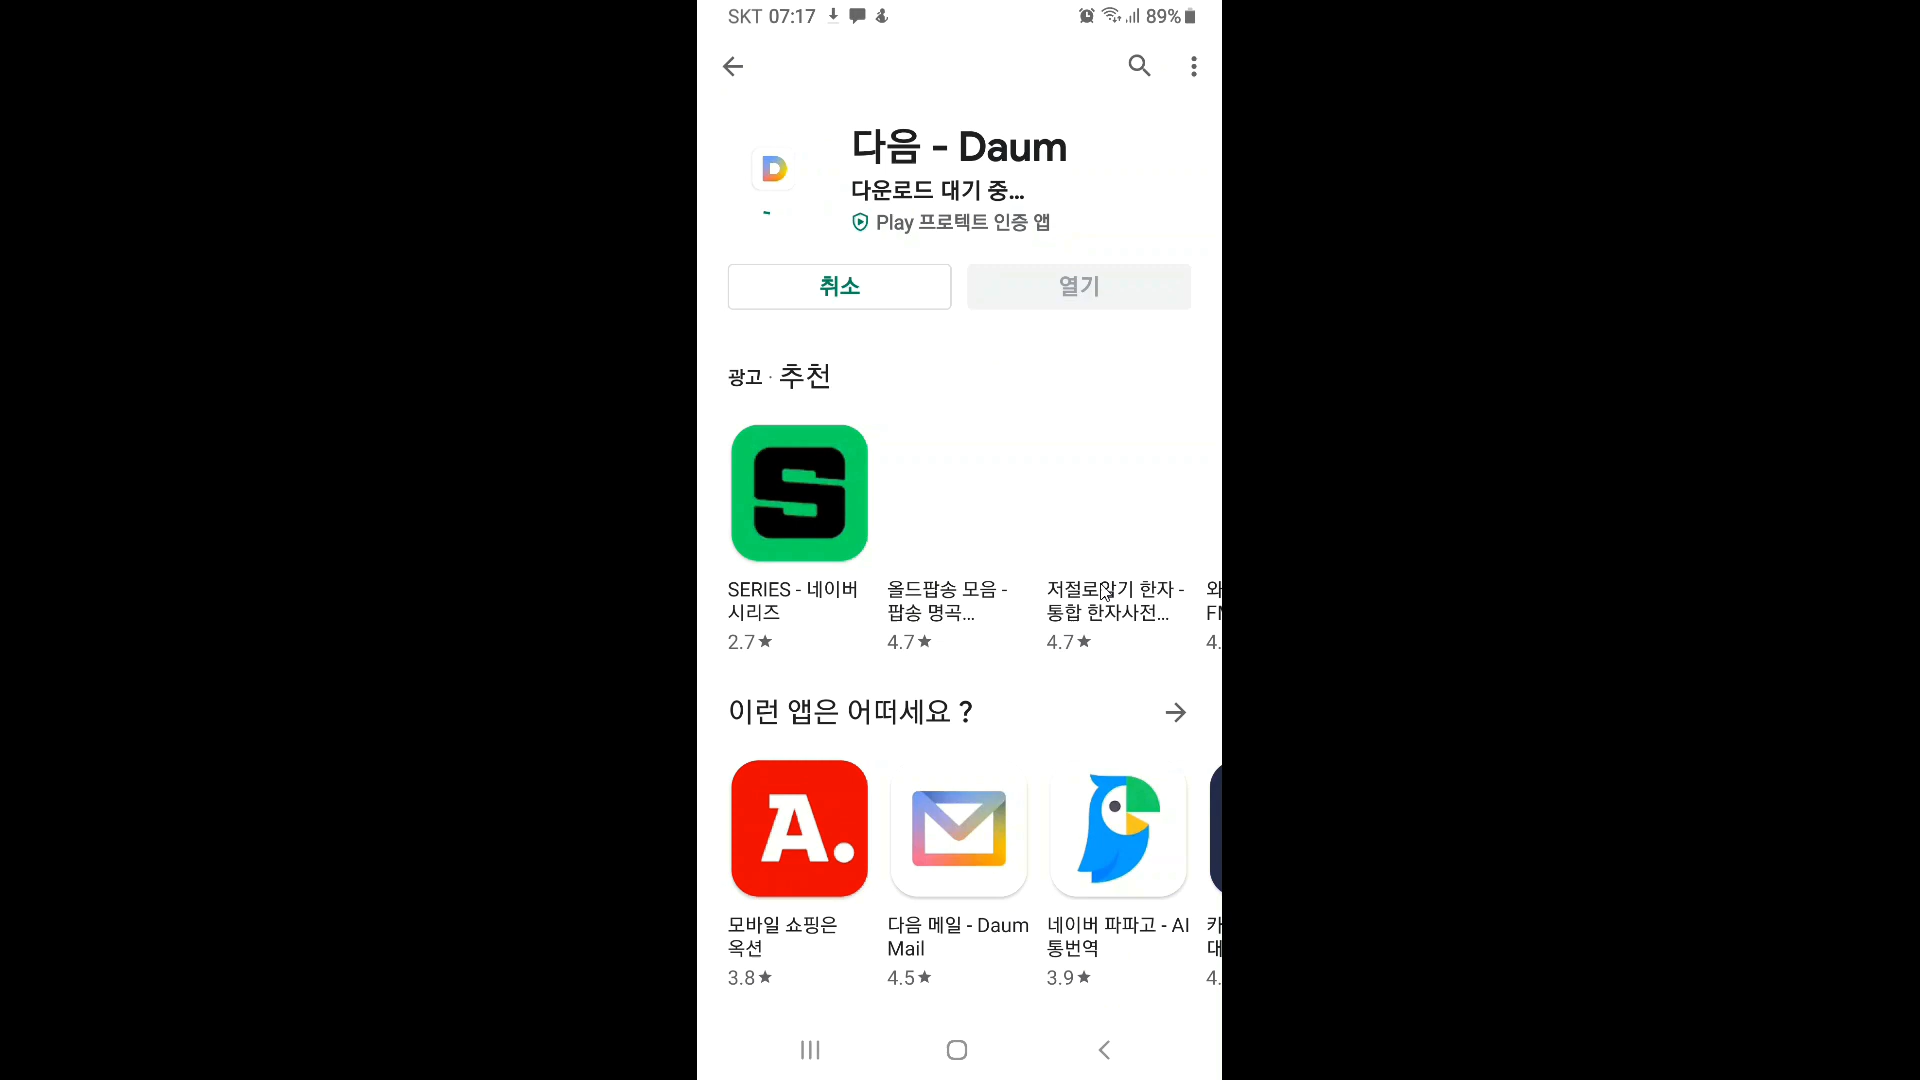 SKT 07:17
89%
다음 - Daum
다운로드 대기 중...
Play 프로텍트 인증 앱
취소
열기
광고 · 추천
SERIES - 네이버
시리즈
2.7★
올드팝송 모음 -
팝송 명곡...
4.7★
저절로암기 한자 -
통합 한자사전...
4.7★
와
4.
이런 앱은 어떠세요 ?
A.
모바일 쇼핑은
옥션
3.8★
다음 메일 - Daum
Mail
4.5★
네이버 파파고 - AI
통번역
3.9★
카
대
4.